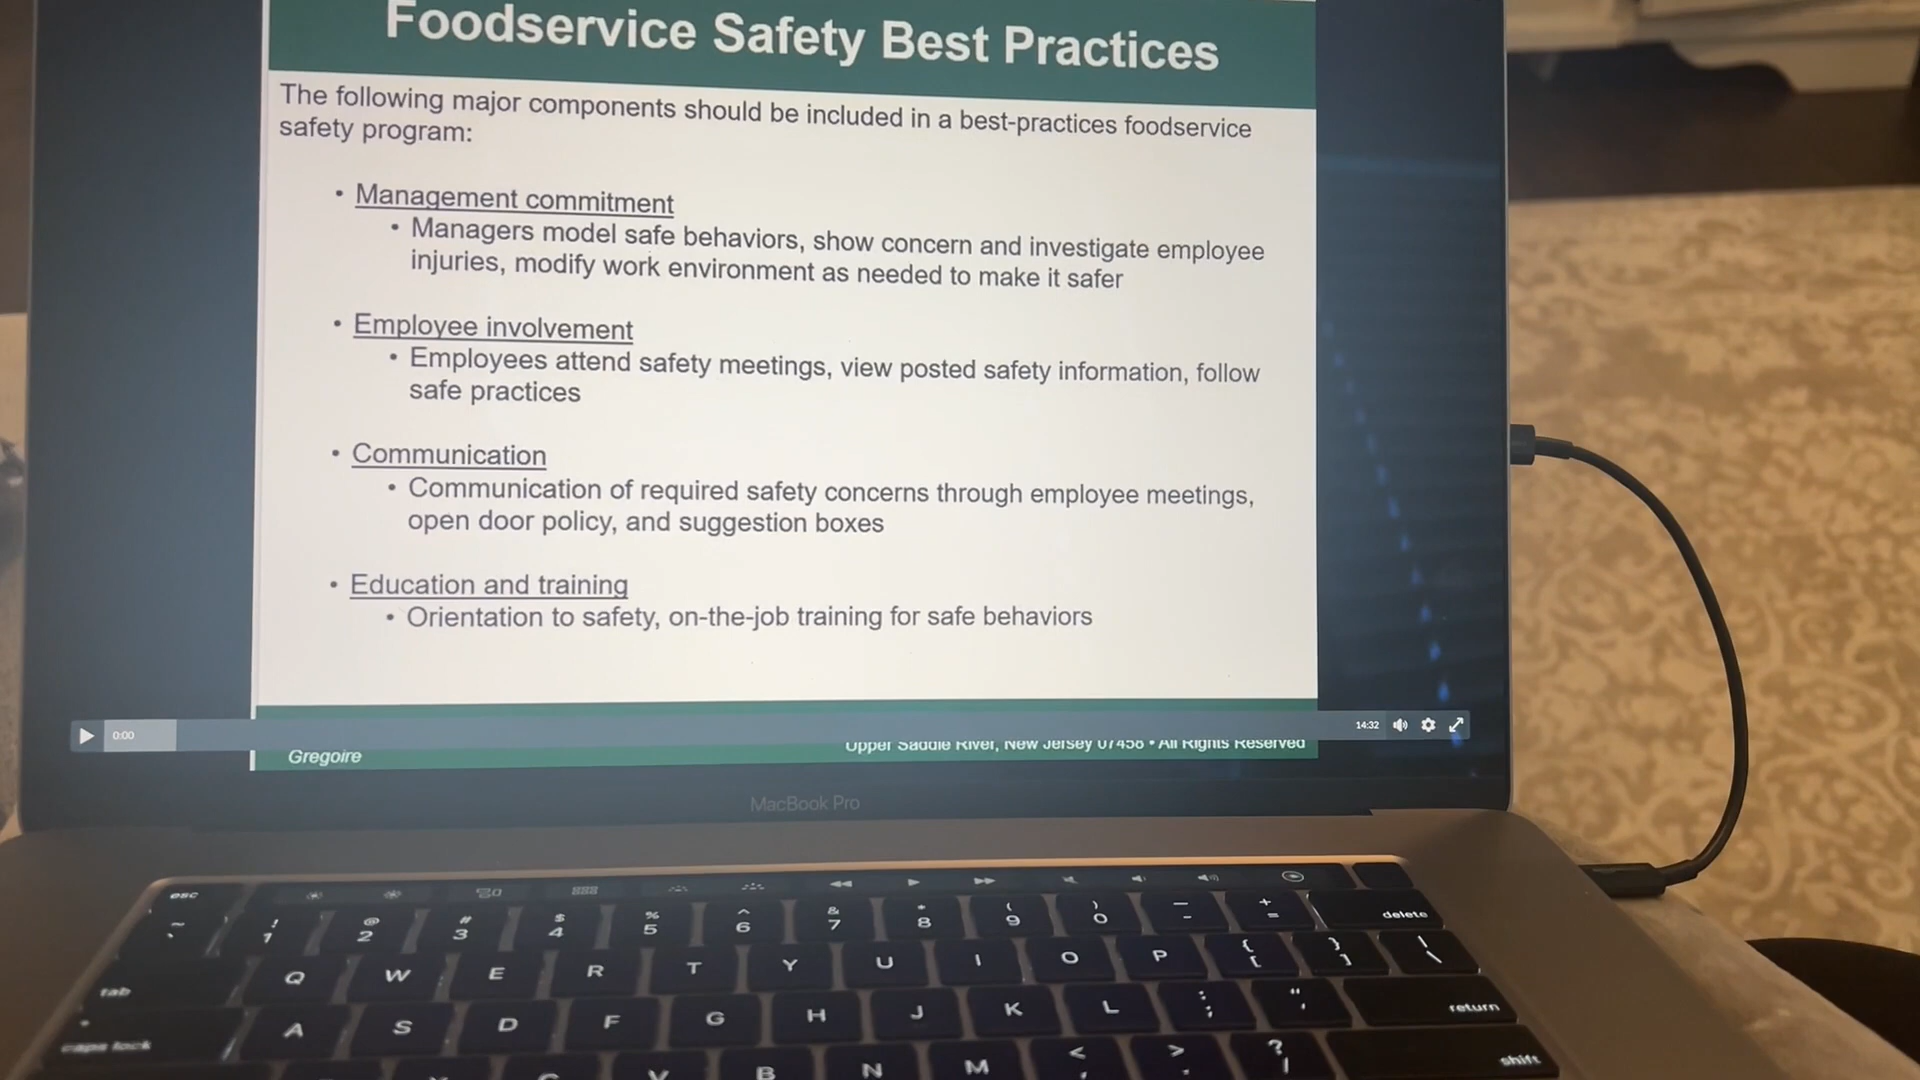 Foodservice Safety Best Practices
The following major components should be included in a best-practices foodservice
safety program:
• Management commitment
• Managers model safe behaviors, show concern and investigate employee
injuries, modify work environment as needed to make it safer
• Employee involvement
• Employees attend safety meetings, view posted safety information, follow
safe practices
• Communication
• Communication of required safety concerns through employee meetings,
open door policy, and suggestion boxes
• Education and training
• Orientation to safety, on-the-job training for safe behaviors
0:00 14:32
Gregoire
Upper Saddle River, New Jersey 07458 • All Rights Reserved
MacBook Pro
esc
~ ! @ # $ % ^ & * ( ) — +
` 1 2 3 4 5 6 7 8 9 0 - = delete
tab Q W E R T Y U I O P { [ } ] | \
caps lock A S D F G H J K L : ; " ' return
C V B N M < , > . ? / shift